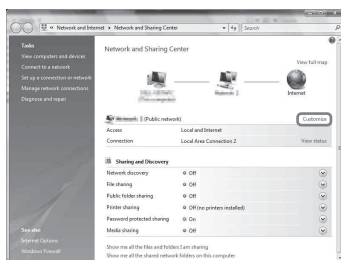 « Network and Internet ▸ Network and Sharing Center
Search
Tasks
View computers and devices
Connect to a network
Set up a connection or network
Manage network connections
Diagnose and repair
Network and Sharing Center
View full map
Internet
(Public network)
Customize
Access Local and Internet
Connection Local Area Connection 2 View status
Sharing and Discovery
Network discovery Off
File sharing Off
Public folder sharing Off
Printer sharing Off (no printers installed)
Password protected sharing On
Media sharing Off
Show me all the files and folders I am sharing
Show me all the shared network folders on this computer
See also
Internet Options
Windows Firewall